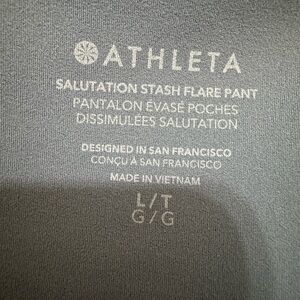 ATHLETA
SALUTATION STASH FLARE PANT
PANTALON ÉVASÉ POCHES
DISSIMULÉES SALUTATION
DESIGNED IN SAN FRANCISCO
CONÇU À SAN FRANCISCO
MADE IN VIETNAM
L/T
G/G